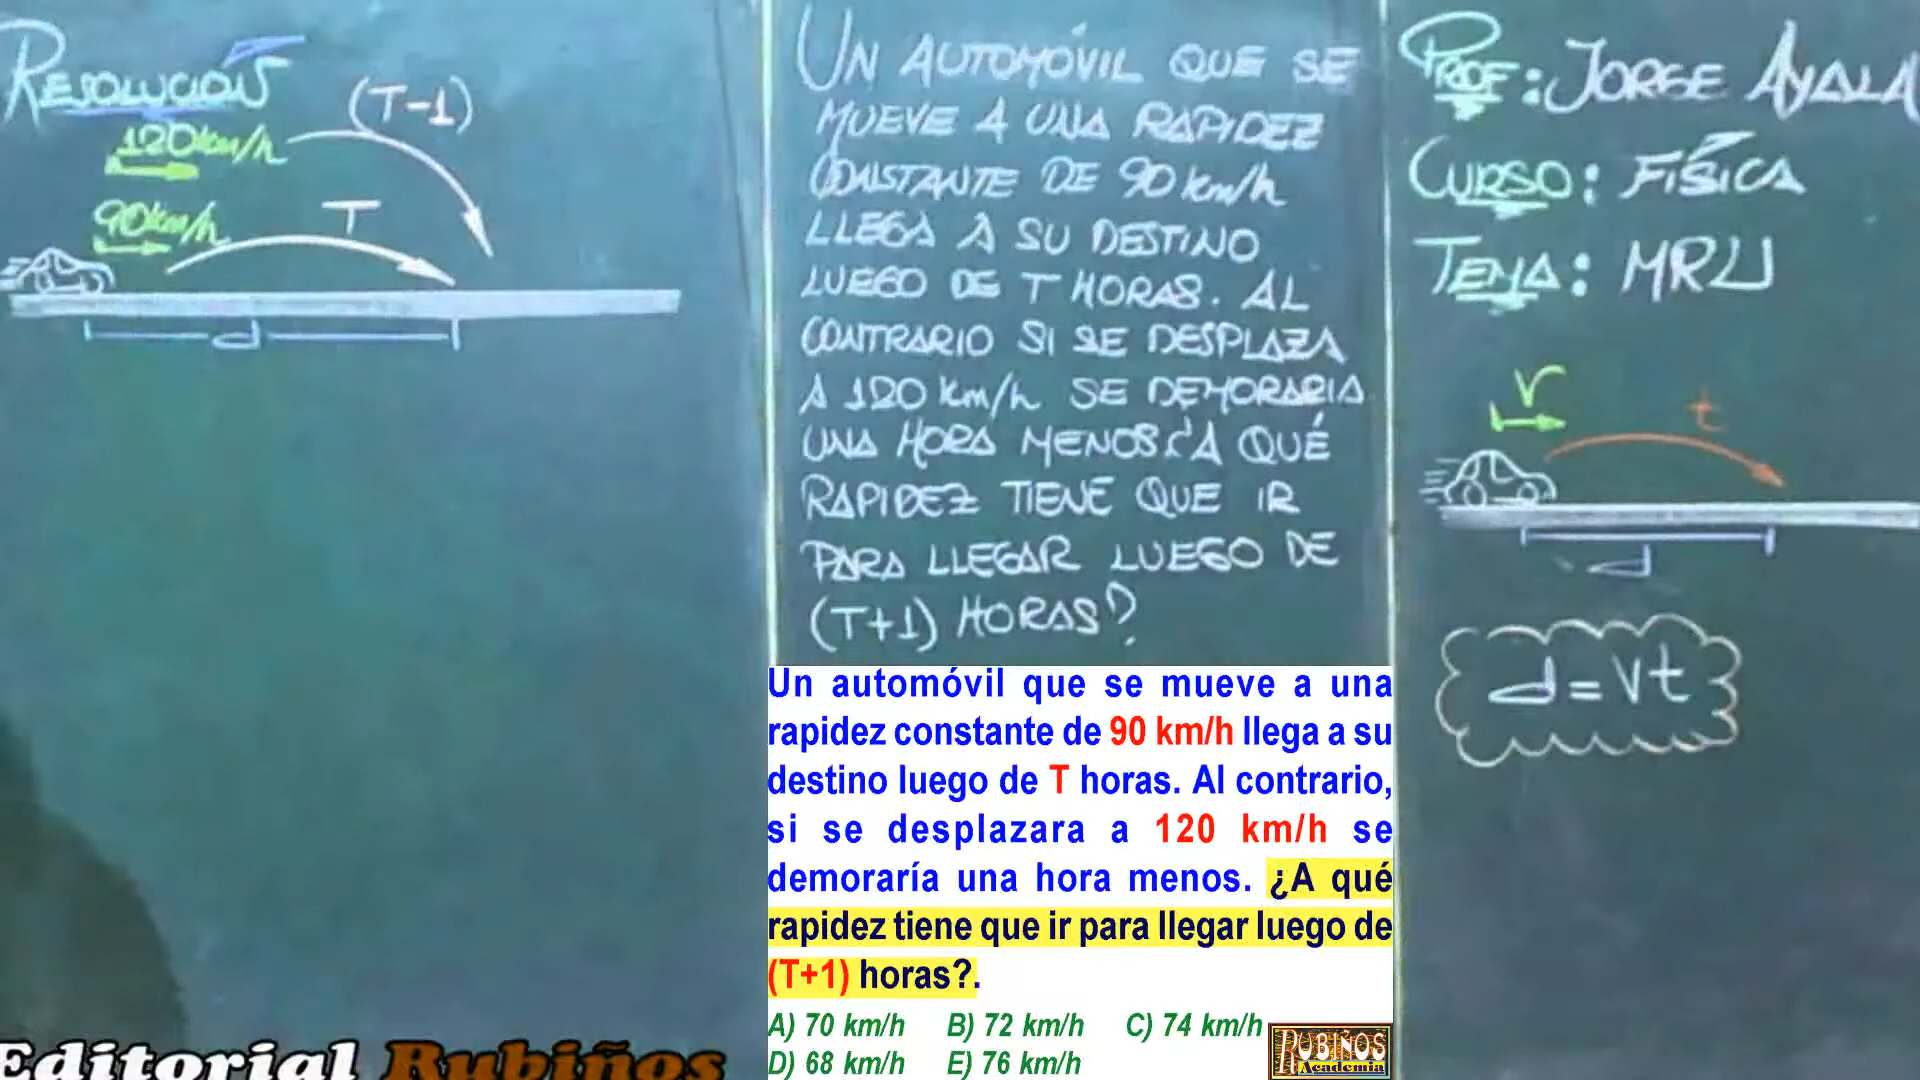 RESOLUCIÓN
(T-1)
120km/h
90km/h
T
d
UN AUTOMÓVIL QUE SE
MUEVE A UNA RAPIDEZ
CONSTANTE DE 90 km/h
LLEGA A SU DESTINO
LUEGO DE T HORAS. AL
CONTRARIO SI SE DESPLAZA
A 120 km/h SE DEMORARIA
UNA HORA MENOS ¿A QUÉ
RAPIDEZ TIENE QUE IR
PARA LLEGAR LUEGO DE
(T+1) HORAS?
Un automóvil que se mueve a una
rapidez constante de 90 km/h llega a su
destino luego de T horas. Al contrario,
si se desplazara a 120 km/h se
demoraría una hora menos. ¿A qué
rapidez tiene que ir para llegar luego de
(T+1) horas?.
A) 70 km/h B) 72 km/h C) 74 km/h
D) 68 km/h E) 76 km/h
RUBIÑOS
Academia
PROF: JORGE AYALA
CURSO: FÍSICA
TEMA: MRU
V
t
d
d=vt
Editorial Rubiños